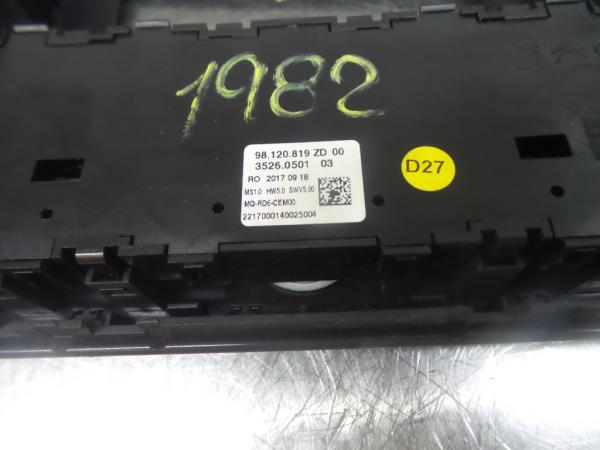 1982
98.120.819 ZD 00
3526.0501 03
RO 2017 09 18
MS1.0 HW5.0 SWV5.00
MQ-RD6-CEM00
2217000140025004
D27